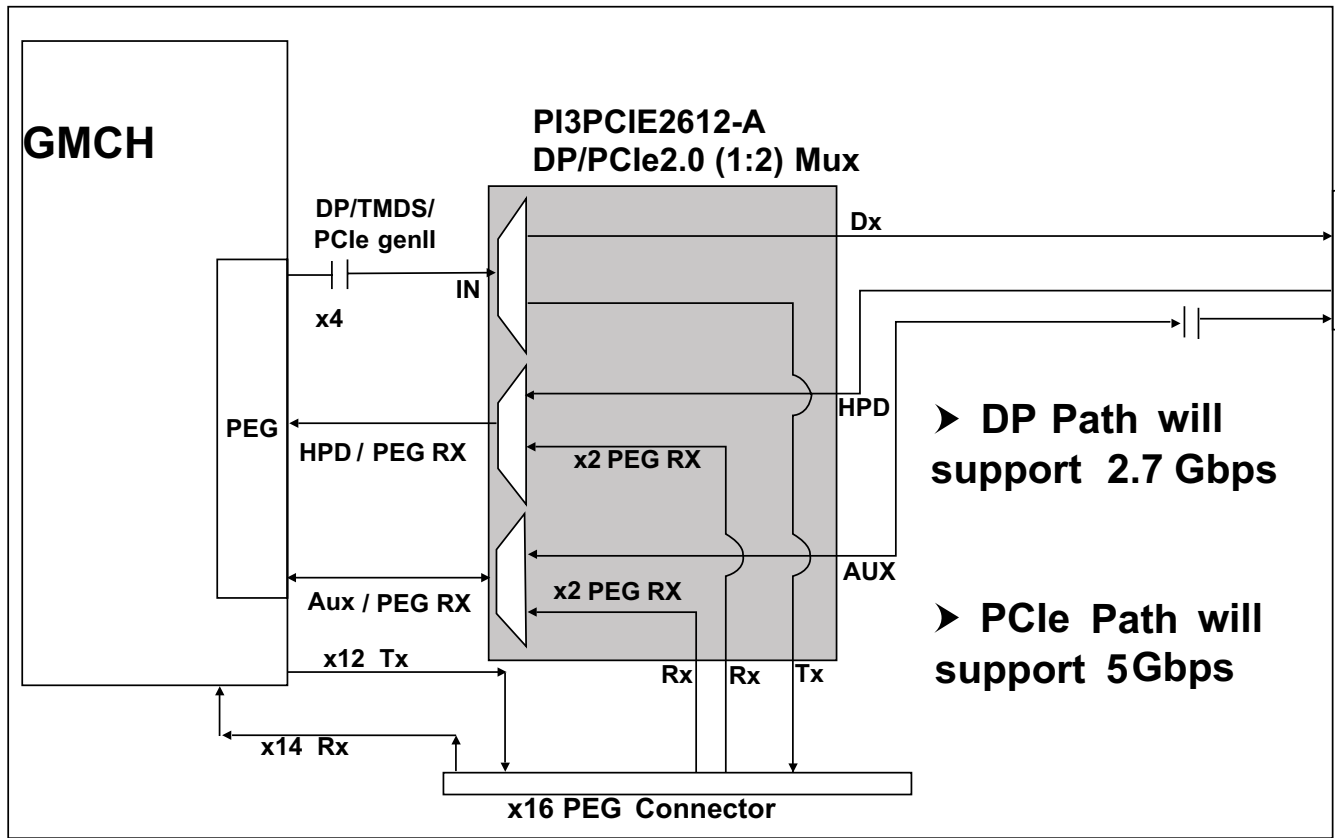 GMCH
PI3PCIE2612-A
DP/PCIe2.0 (1:2) Mux
DP/TMDS/
PCIe genII
Dx
IN
x4
HPD
PEG
HPD / PEG RX
x2 PEG RX
➤ DP Path will
support 2.7 Gbps
AUX
x2 PEG RX
Aux / PEG RX
➤ PCIe Path will
support 5Gbps
x12 Tx
Rx
Rx
Tx
x14 Rx
x16 PEG Connector